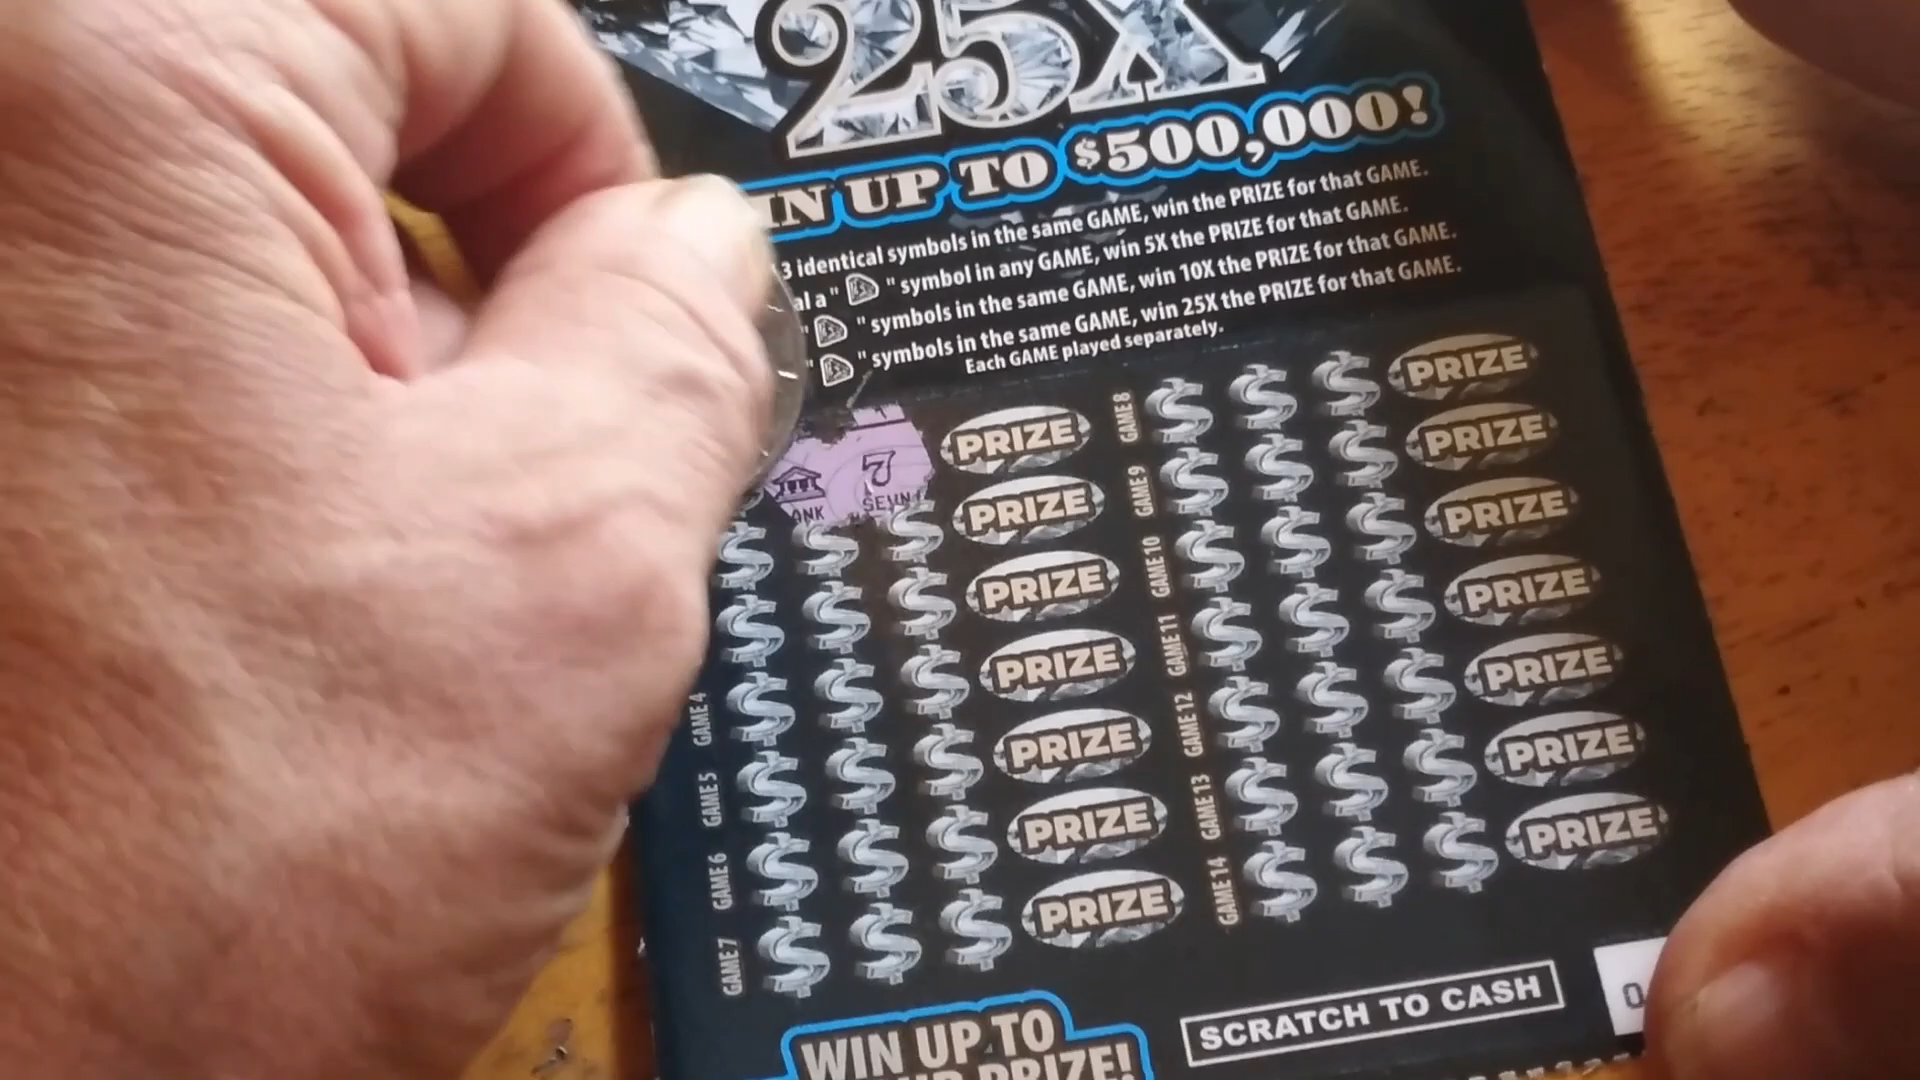 25X
IN UP TO $500,000!
3 identical symbols in the same GAME, win the PRIZE for that GAME.
al a " " symbol in any GAME, win 5X the PRIZE for that GAME.
" " symbols in the same GAME, win 10X the PRIZE for that GAME.
" " symbols in the same GAME, win 25X the PRIZE for that GAME.
Each GAME played separately.
7
ANK SEVN
PRIZE
$ $ $ PRIZE
$ $ $ PRIZE
GAME 4 $ $ $ PRIZE
GAME 5 $ $ $ PRIZE
GAME 6 $ $ $ PRIZE
GAME 7 $ $ $ PRIZE
GAME 8 $ $ $ PRIZE
GAME 9 $ $ $ PRIZE
GAME 10 $ $ $ PRIZE
GAME 11 $ $ $ PRIZE
GAME 12 $ $ $ PRIZE
GAME 13 $ $ $ PRIZE
GAME 14 $ $ $ PRIZE
SCRATCH TO CASH
0
WIN UP TO
PRIZE!